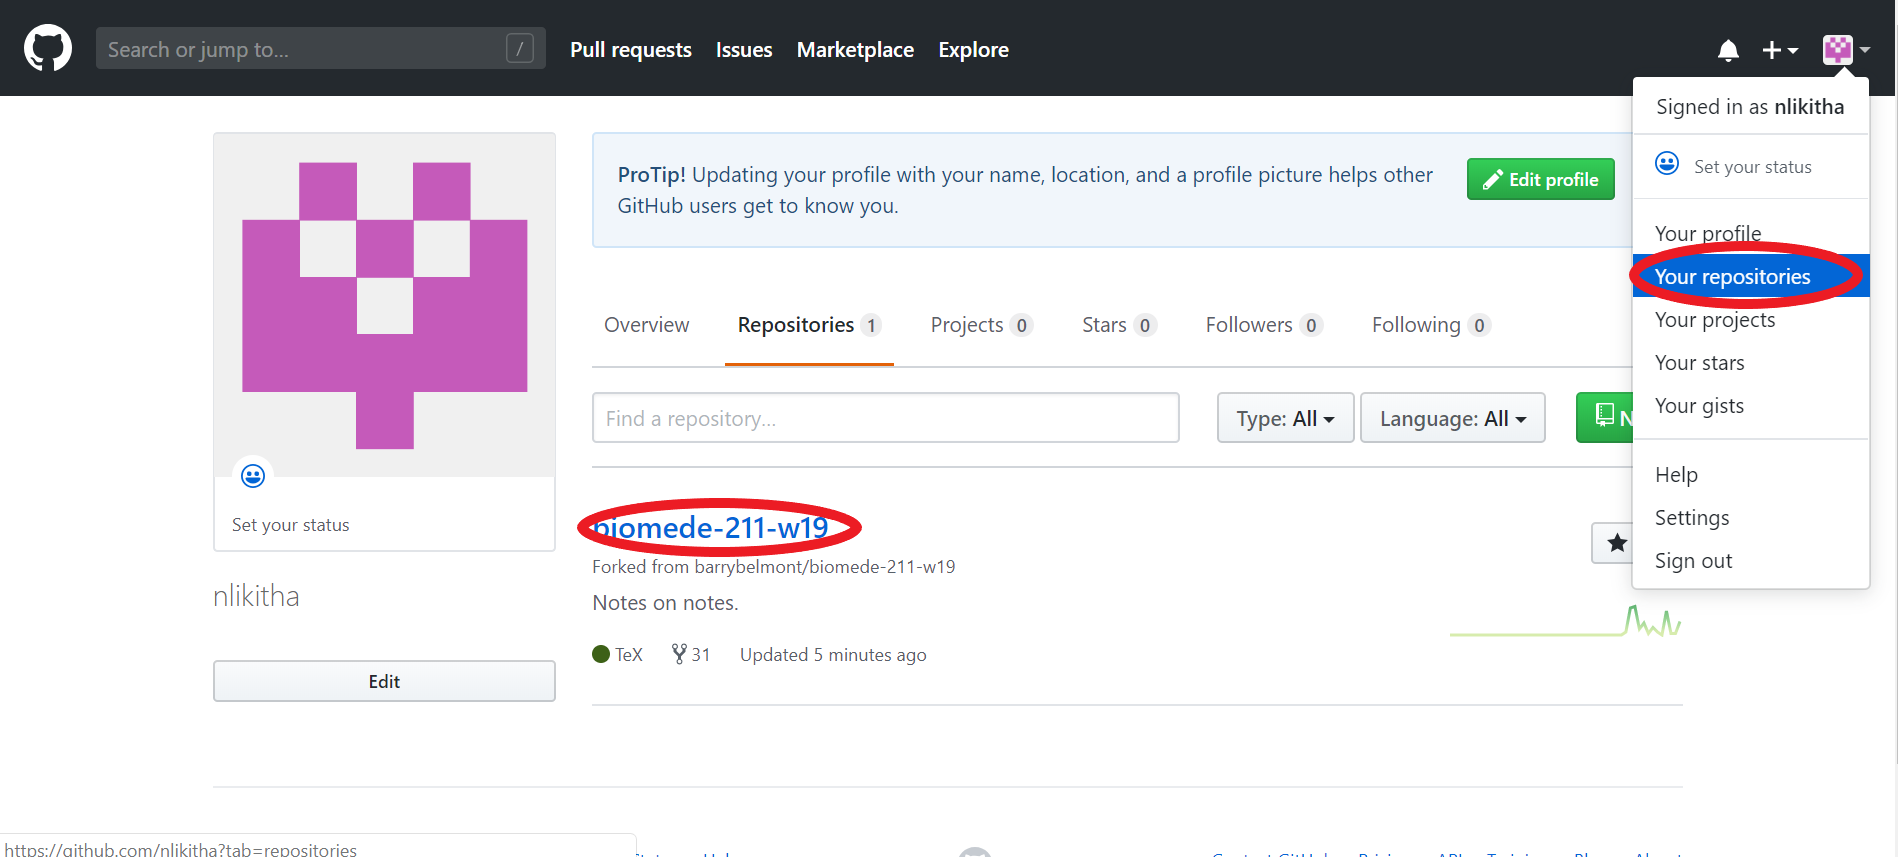 Search or jump to... /
Pull requests Issues Marketplace Explore
Signed in as nlikitha
Set your status
Your profile
Your repositories
Your projects
Your stars
Your gists
Help
Settings
Sign out
ProTip! Updating your profile with your name, location, and a profile picture helps other
GitHub users get to know you.
Edit profile
Overview Repositories 1 Projects 0 Stars 0 Followers 0 Following 0
Find a repository... Type: All Language: All
biomede-211-w19
Forked from barrybelmont/biomede-211-w19
Notes on notes.
TeX 31 Updated 5 minutes ago
Set your status
nlikitha
Edit
https://github.com/nlikitha?tab=repositories